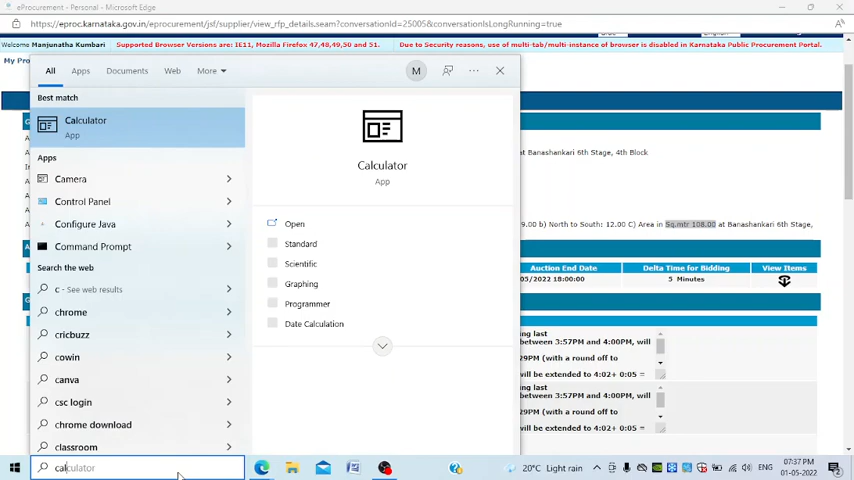 eProcurement - Personal - Microsoft Edge
https://eproc.karnataka.gov.in/eprocurement/jsf/supplier/view_rfp_details.seam?conversationId=25005&conversationIsLongRunning=true
Welcome Manjunatha Kumbari Supported Browser Versions are: IE11, Mozilla Firefox 47,48,49,50 and 51. Due to Security reasons, use of multi-tab/multi-instance of browser is disabled in Karnataka Public Procurement Portal.
My Pro
All Apps Documents Web More M
Best match
Calculator
App
Calculator
App
Apps
Camera
Control Panel
Configure Java
Command Prompt
Search the web
c - See web results
chrome
cricbuzz
cowin
canva
csc login
chrome download
classroom
Open
Standard
Scientific
Graphing
Programmer
Date Calculation
at Banashankari 6th Stage, 4th Block
9.00 b) North to South: 12.00 C) Area in Sq.mtr 108.00 at Banashankari 6th Stage,
Auction End Date Delta Time for Bidding View Items
05/2022 18:00:00 5 Minutes
ing last
between 3:57PM and 4:00PM, will
29PM (with a round off to
will be extended to 4:02+ 0:05 =
ing last
between 3:57PM and 4:00PM, will
29PM (with a round off to
will be extended to 4:02+ 0:05 =
calculator
20°C Light rain ENG 07:37 PM
01-05-2022
2